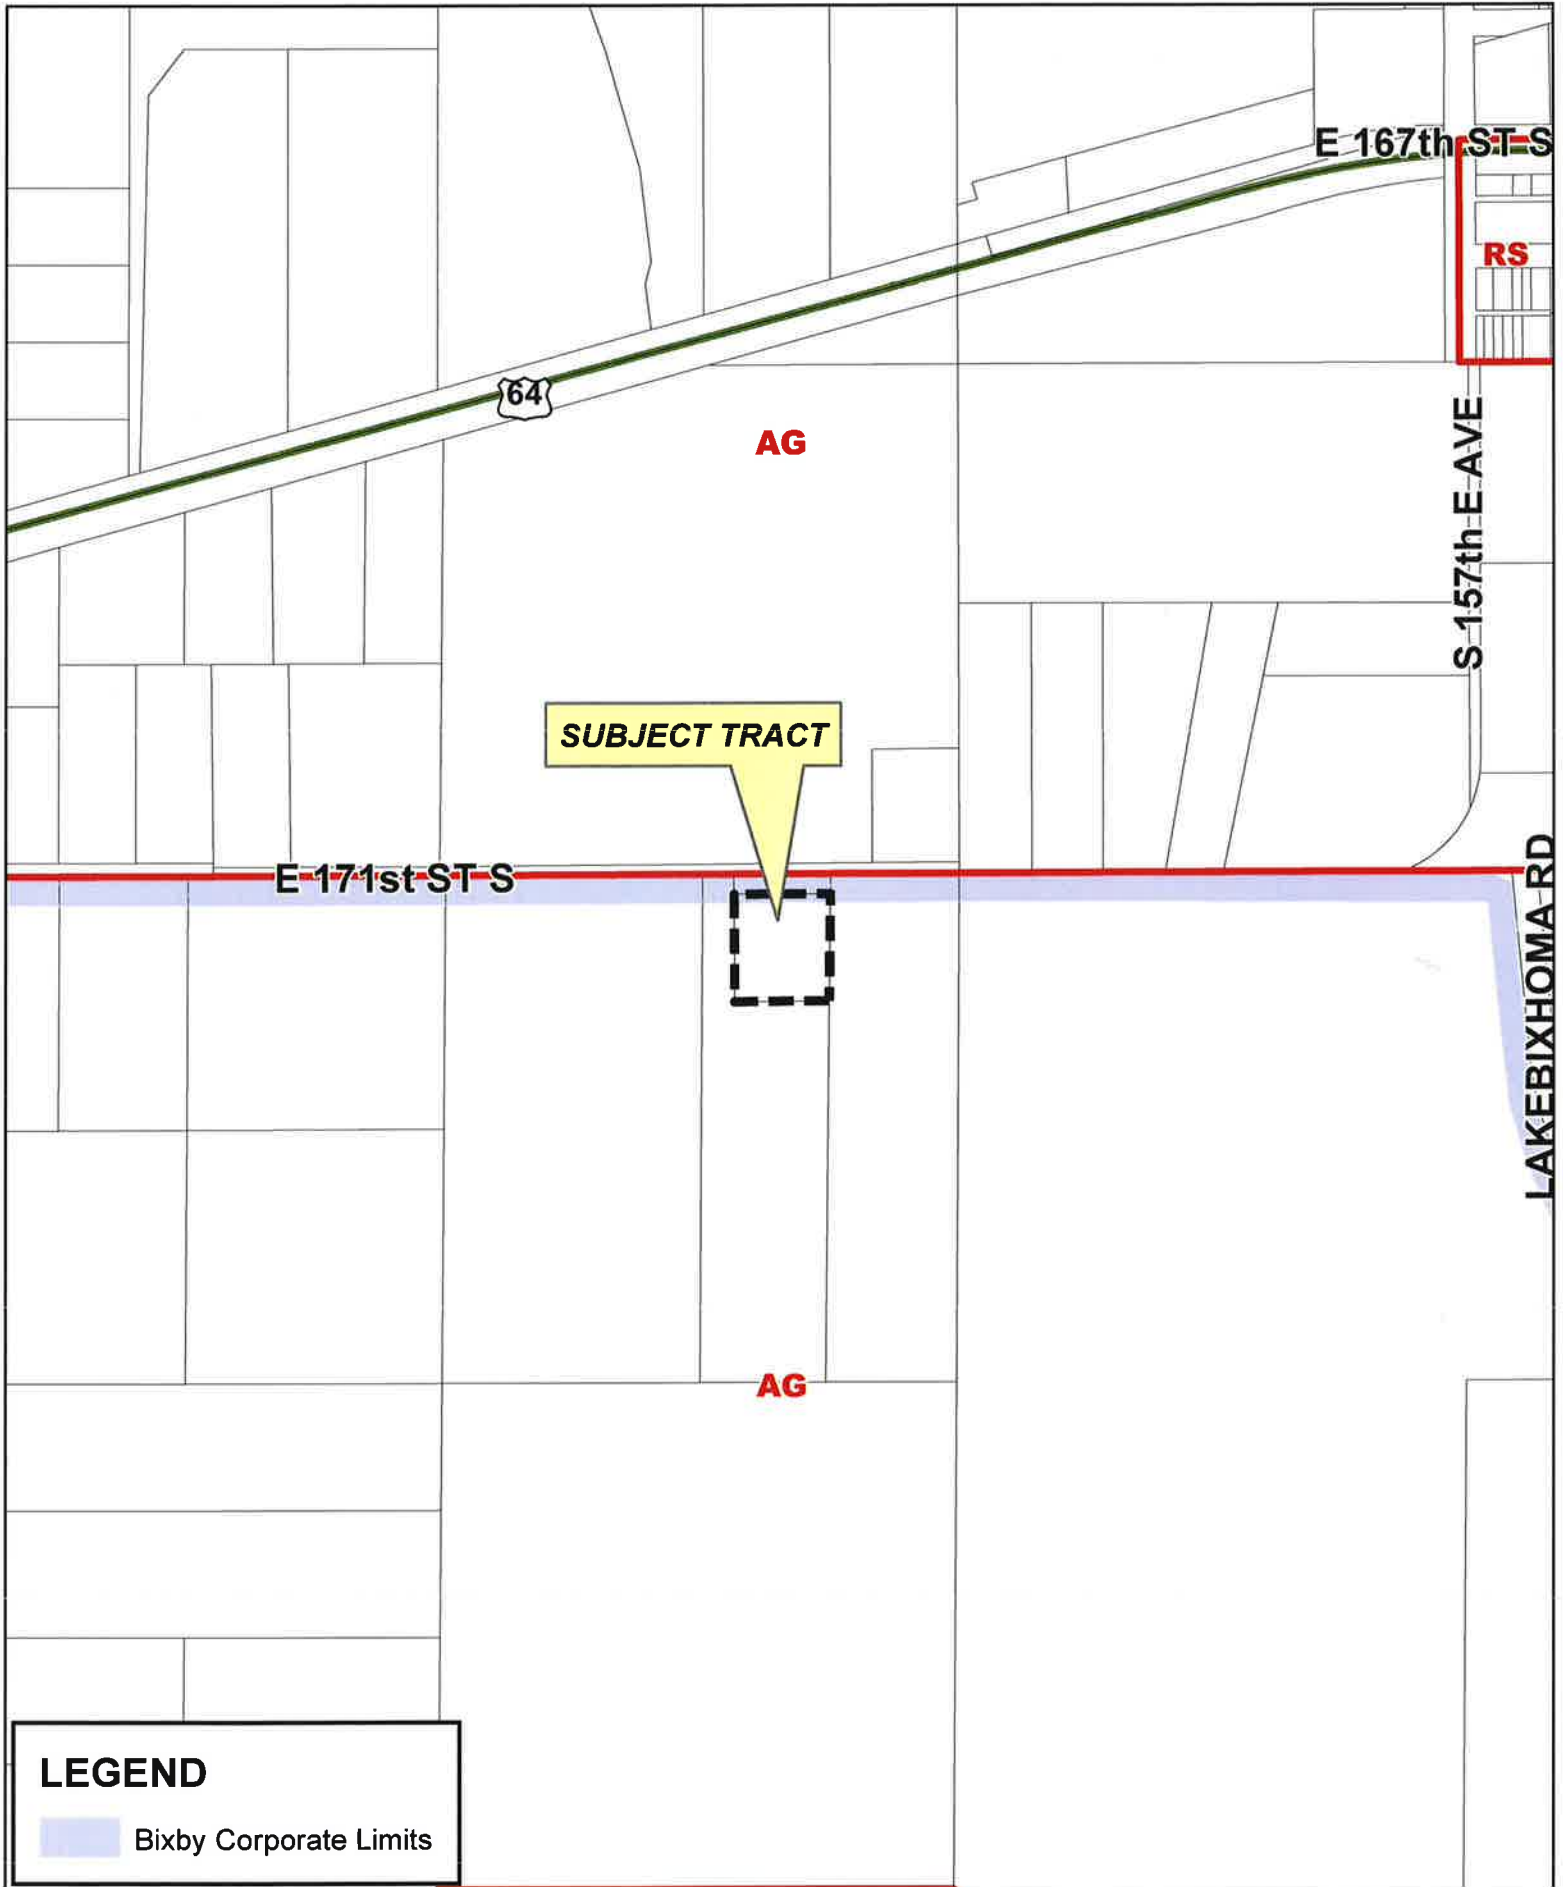 E 167th ST S
RS
64
AG
S 157th E AVE
SUBJECT TRACT
E 171st ST S
LAKEBIXHOMA RD
AG
LEGEND
Bixby Corporate Limits